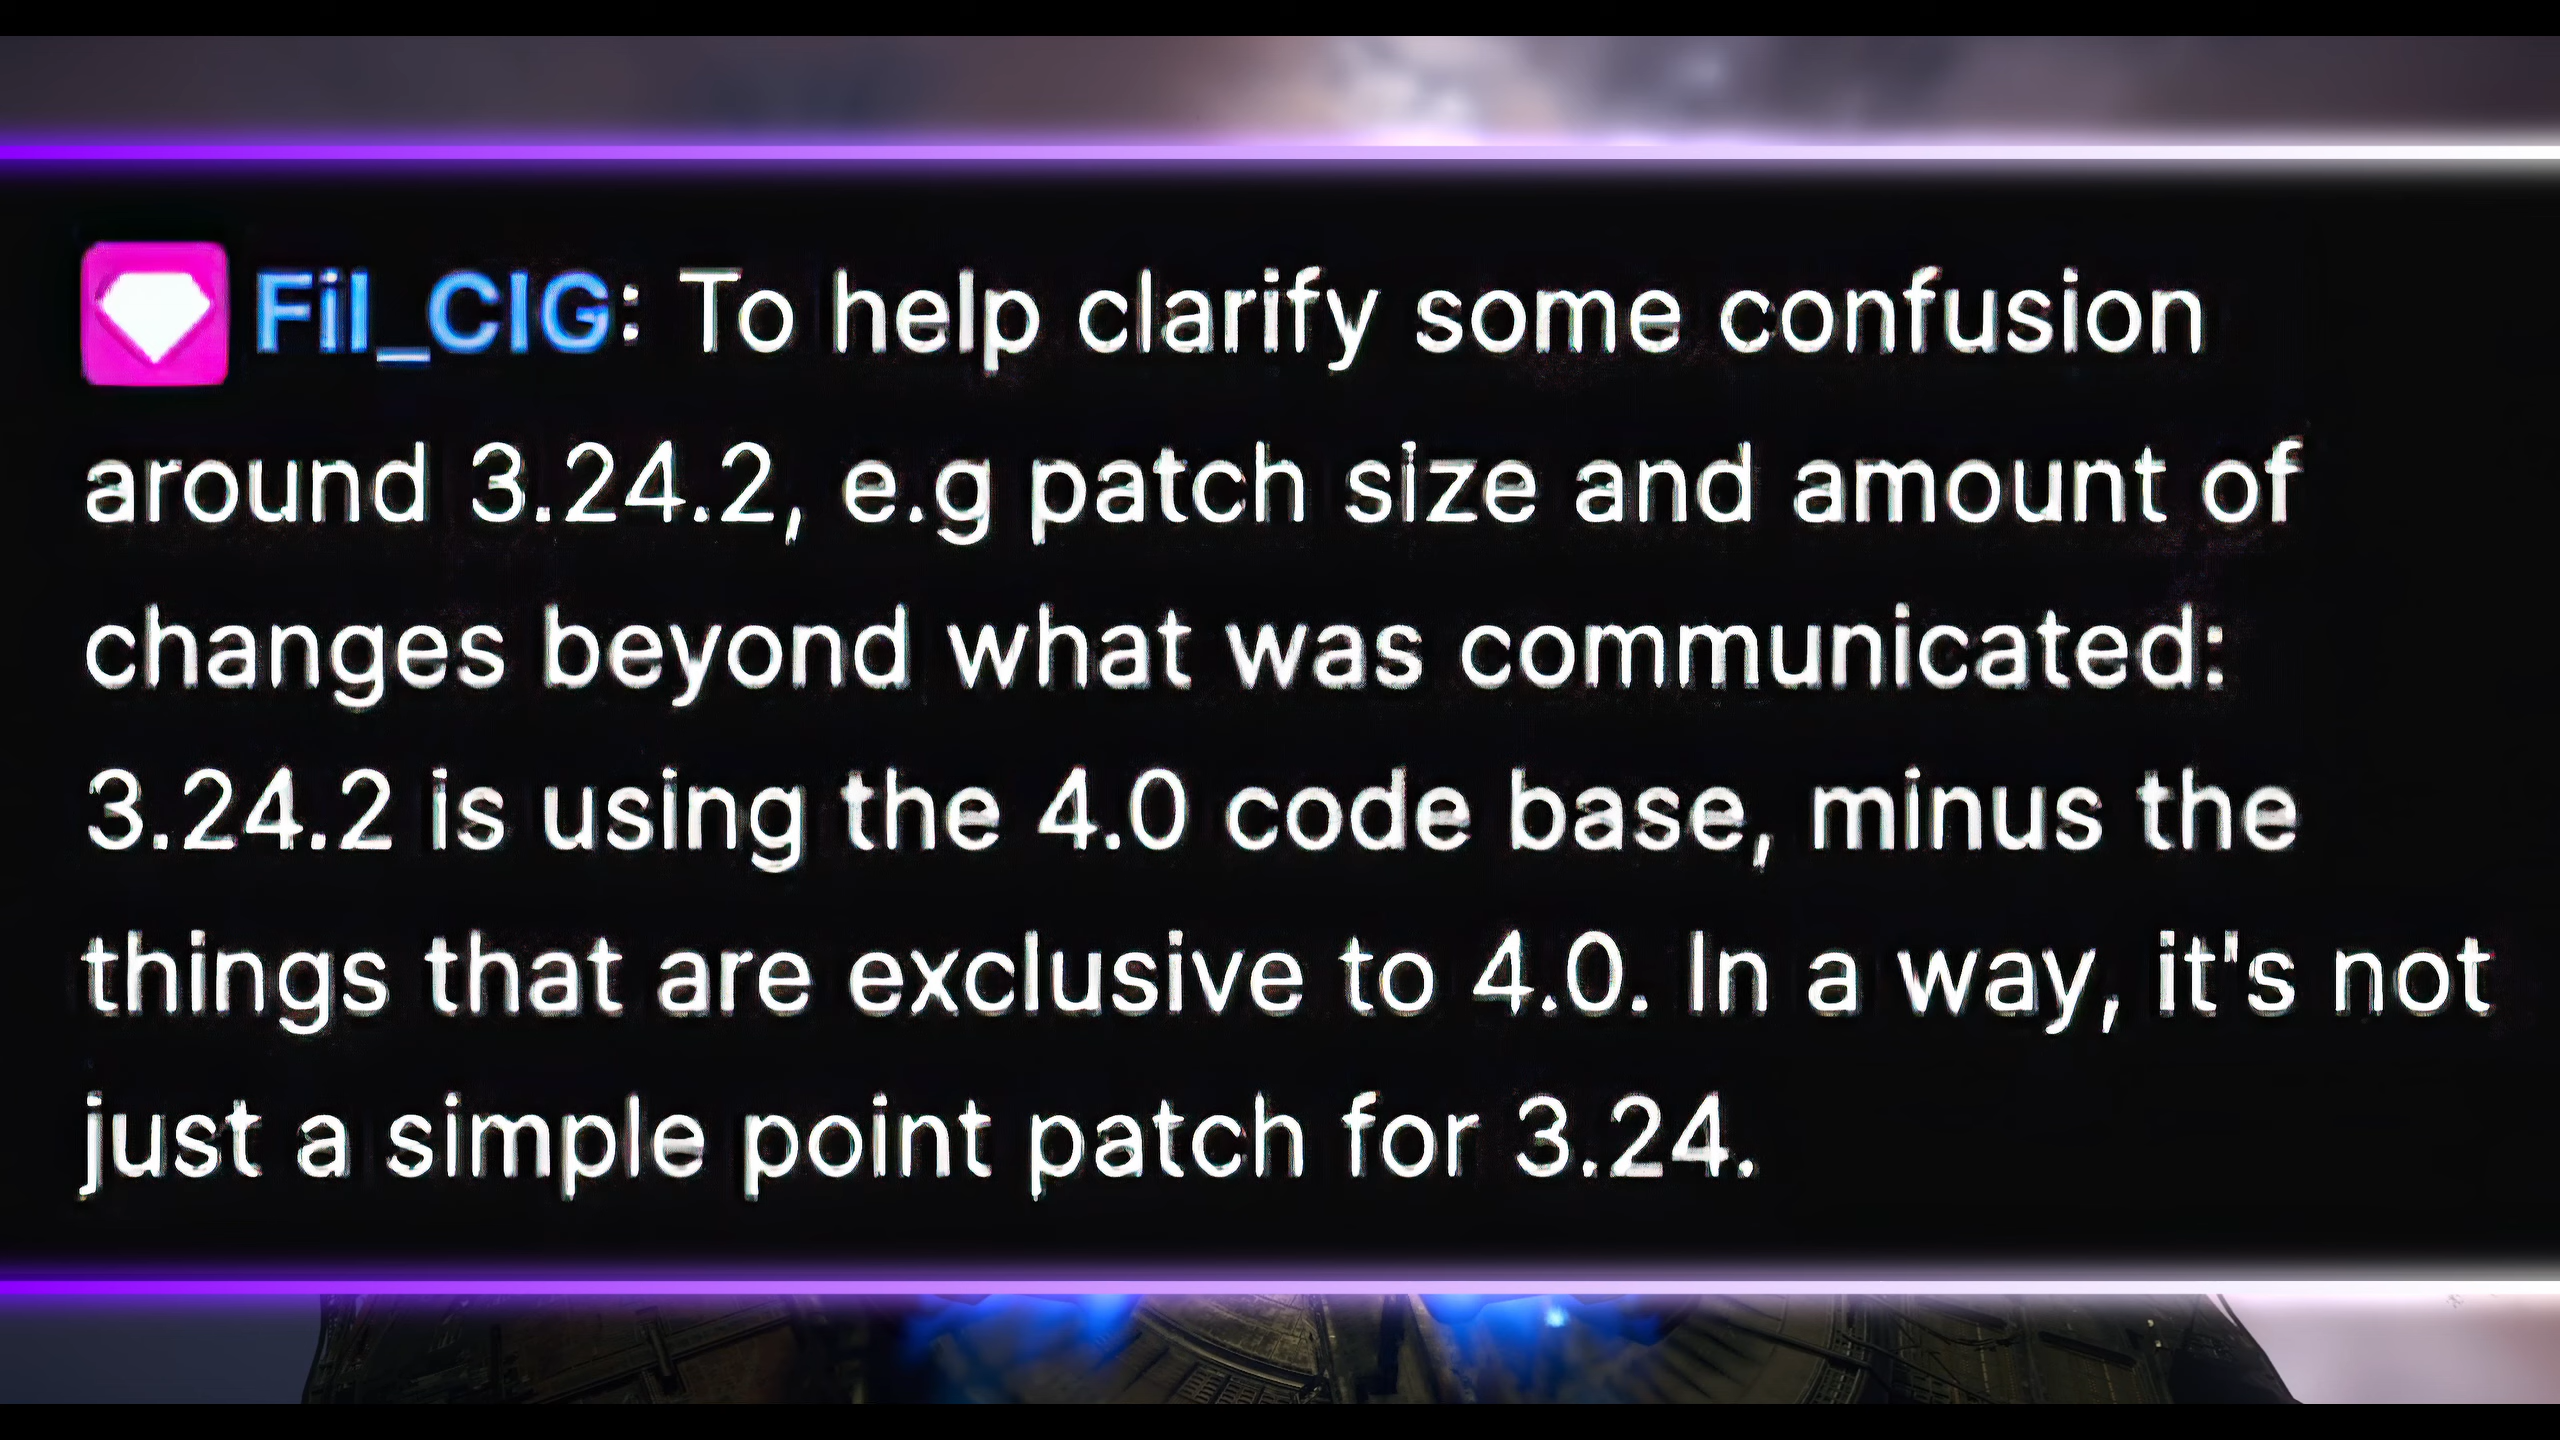 Fil_CIG: To help clarify some confusion
around 3.24.2, e.g patch size and amount of
changes beyond what was communicated:
3.24.2 is using the 4.0 code base, minus the
things that are exclusive to 4.0. In a way, it's not
just a simple point patch for 3.24.